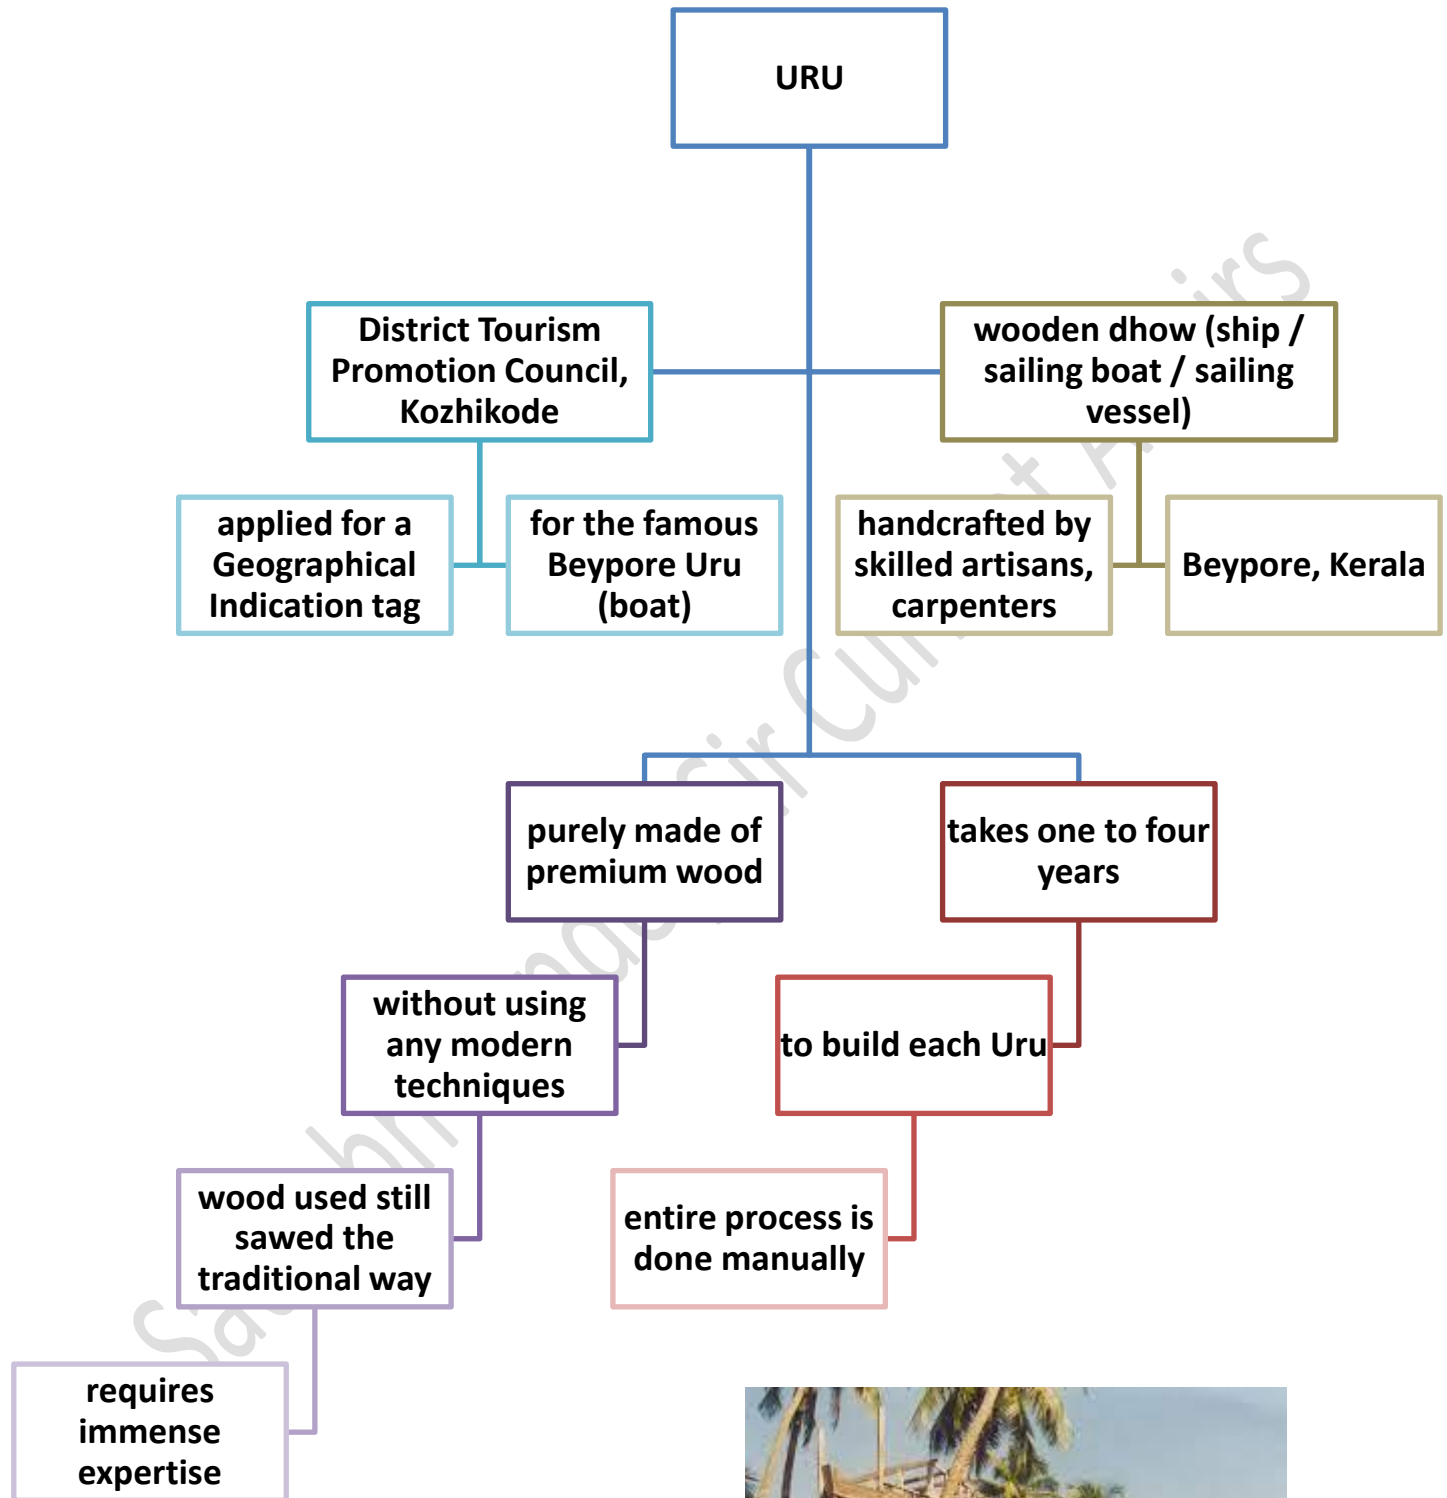 URU
District Tourism
Promotion Council,
Kozhikode
wooden dhow (ship /
sailing boat / sailing
vessel)
applied for a
Geographical
Indication tag
for the famous
Beypore Uru
(boat)
handcrafted by
skilled artisans,
carpenters
Beypore, Kerala
purely made of
premium wood
takes one to four
years
without using
any modern
techniques
to build each Uru
wood used still
sawed the
traditional way
entire process is
done manually
requires
immense
expertise